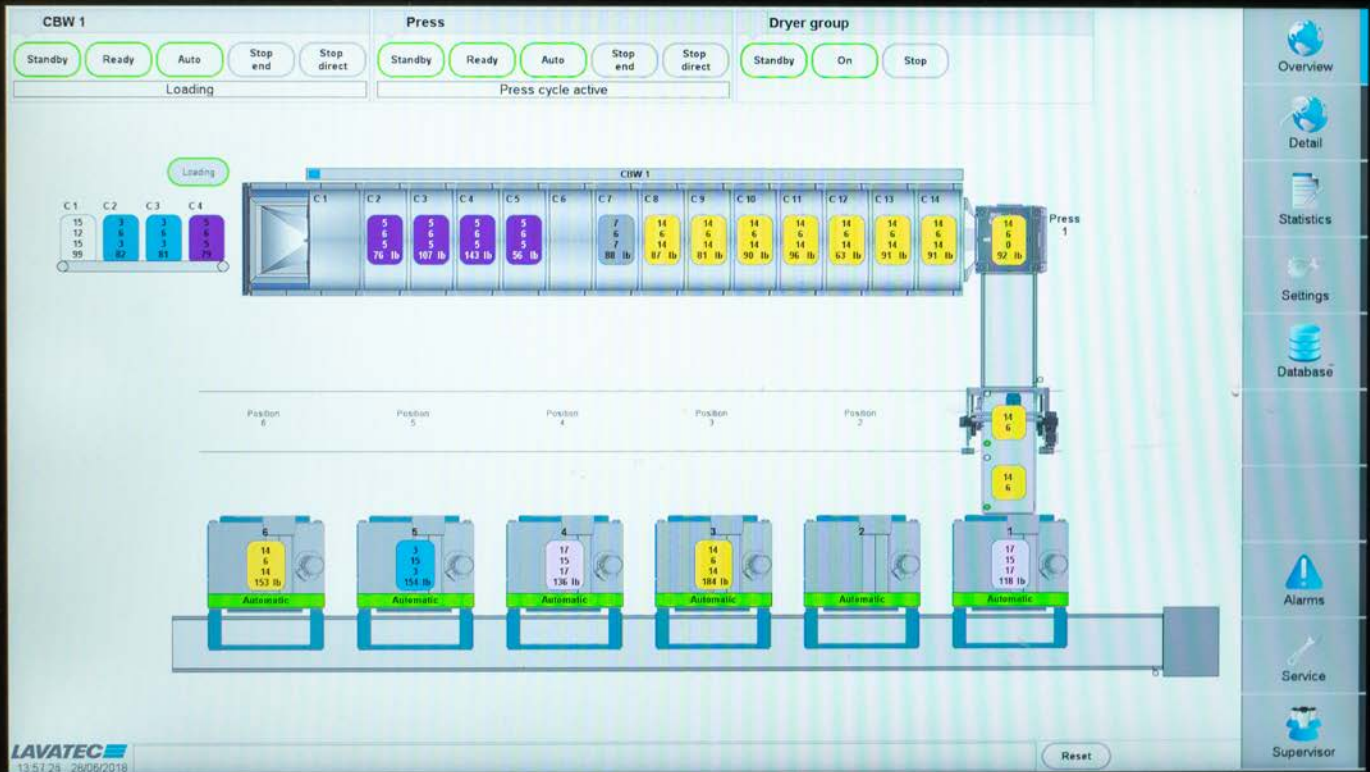 CBW 1
Press
Dryer group
Standby
Ready
Auto
Stop
end
Stop
direct
Standby
Ready
Auto
Stop
end
Stop
direct
Standby
On
Stop
Loading
Press cycle active
Overview
Detail
Statistics
Settings
Database
Alarms
Service
Supervisor
Loading
CBW 1
C 1
C 2
C 3
C 4
15
12
15
99
3
6
3
82
3
6
3
81
5
6
5
79
C 1
C 2
C 3
C 4
C 5
C 6
C 7
C 8
C 9
C 10
C 11
C 12
C 13
C 14
5
6
5
76 lb
5
6
5
107 lb
5
6
5
143 lb
5
6
5
56 lb
7
6
7
88 lb
14
6
14
87 lb
14
6
14
81 lb
14
6
14
90 lb
14
6
14
96 lb
14
6
14
63 lb
14
6
14
91 lb
14
6
14
91 lb
14
6
0
92 lb
Press
1
Position
6
Position
5
Position
4
Position
3
Position
2
14
6
14
6
6
14
6
14
153 lb
Automatic
5
3
15
3
154 lb
Automatic
4
17
15
17
136 lb
Automatic
3
14
6
14
184 lb
Automatic
2
Automatic
1
17
15
17
118 lb
Automatic
LAVATEC
13:57:26 28/06/2018
Reset